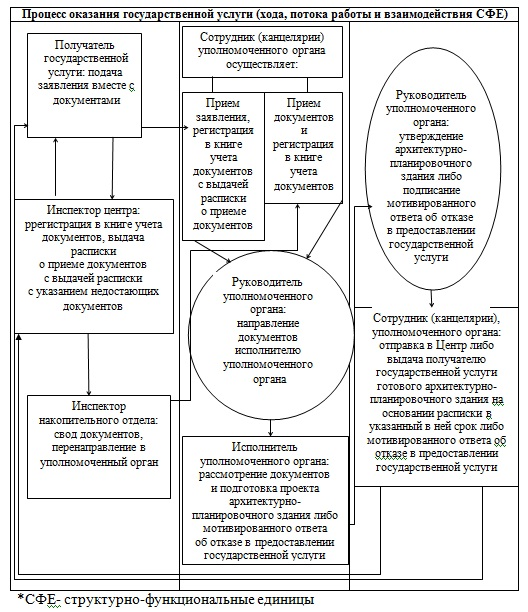 Процесс оказания государственной услуги (хода, потока работы и взаимодействия СФЕ)
Получатель
государственной
услуги: подача
заявления вместе с
документами
Инспектор центра:
ррегистрация в книге учета
документов, выдача
расписки
о приеме документов
с выдачей расписки
с указанием недостающих
документов
Инспектор
накопительного отдела:
свод документов,
перенаправление в
уполномоченный орган
Сотрудник (канцелярии)
уполномоченного органа
осуществляет:
Прием
заявления,
регистрация
в книге
учета
документов
с выдачей
расписки
о приеме
документов
Прием
документов
и
регистрация
в книге
учета
документов
Руководитель
уполномоченного
органа:
направление
документов
исполнителю
уполномоченного
органа
Исполнитель
уполномоченного органа:
рассмотрение документов
и подготовка проекта
архитектурно-
планировочного здания либо
мотивированного ответа
об отказе в предоставлении
государственной услуги
Руководитель
уполномоченного
органа:
утверждение
архитектурно-
планировочного
здания либо
подписание
мотивированного
ответа об отказе
в предоставлении
государственной
услуги
Сотрудник (канцелярии),
уполномоченного органа:
отправка в Центр либо
выдача получателю
государственной услуги
готового архитектурно-
планировочного здания на
основании расписки в
указанный в ней срок либо
мотивированного ответа об
отказе в предоставлении
государственной услуги
*СФЕ- структурно-функциональные единицы